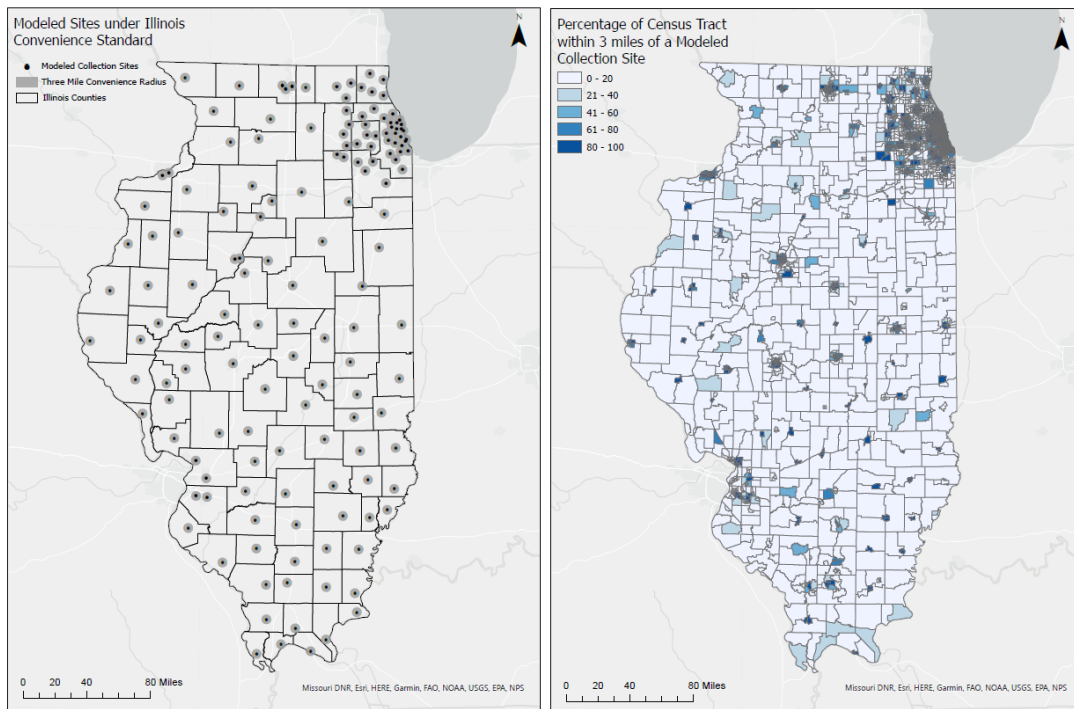 Modeled Sites under Illinois
Convenience Standard
Modeled Collection Sites
Three Mile Convenience Radius
Illinois Counties
N
0 20 40 80 Miles
Missouri DNR, Esri, HERE, Garmin, FAO, NOAA, USGS, EPA, NPS
Percentage of Census Tract
within 3 miles of a Modeled
Collection Site
0 - 20
21 - 40
41 - 60
61 - 80
80 - 100
N
0 20 40 80 Miles
Missouri DNR, Esri, HERE, Garmin, FAO, NOAA, USGS, EPA, NPS